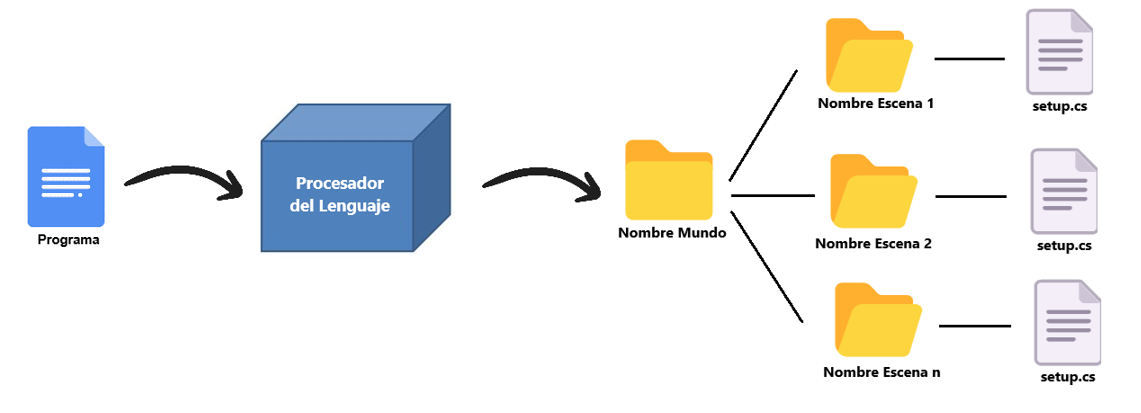 Programa
Procesador
del Lenguaje
Nombre Mundo
Nombre Escena 1
setup.cs
Nombre Escena 2
setup.cs
Nombre Escena n
setup.cs